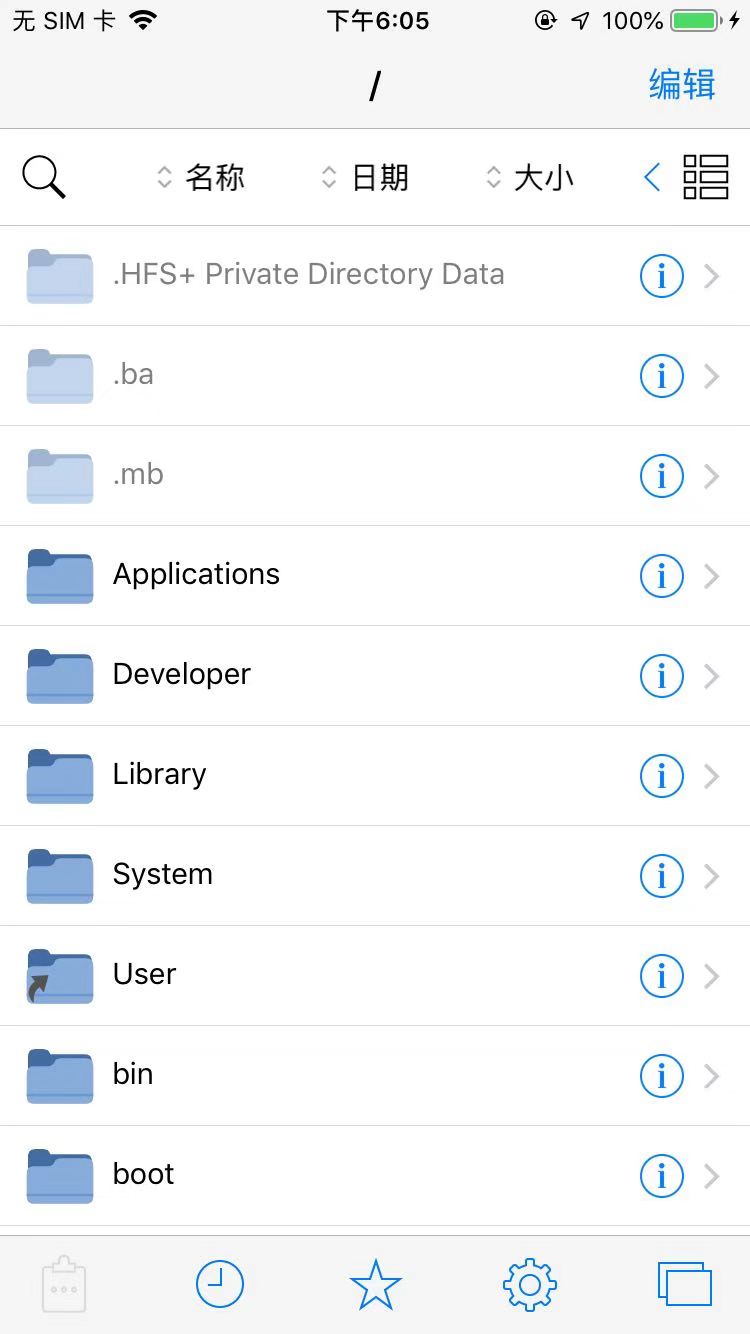 无 SIM 卡 下午6:05 100%
/ 编辑
名称 日期 大小
.HFS+ Private Directory Data
.ba
.mb
Applications
Developer
Library
System
User
bin
boot